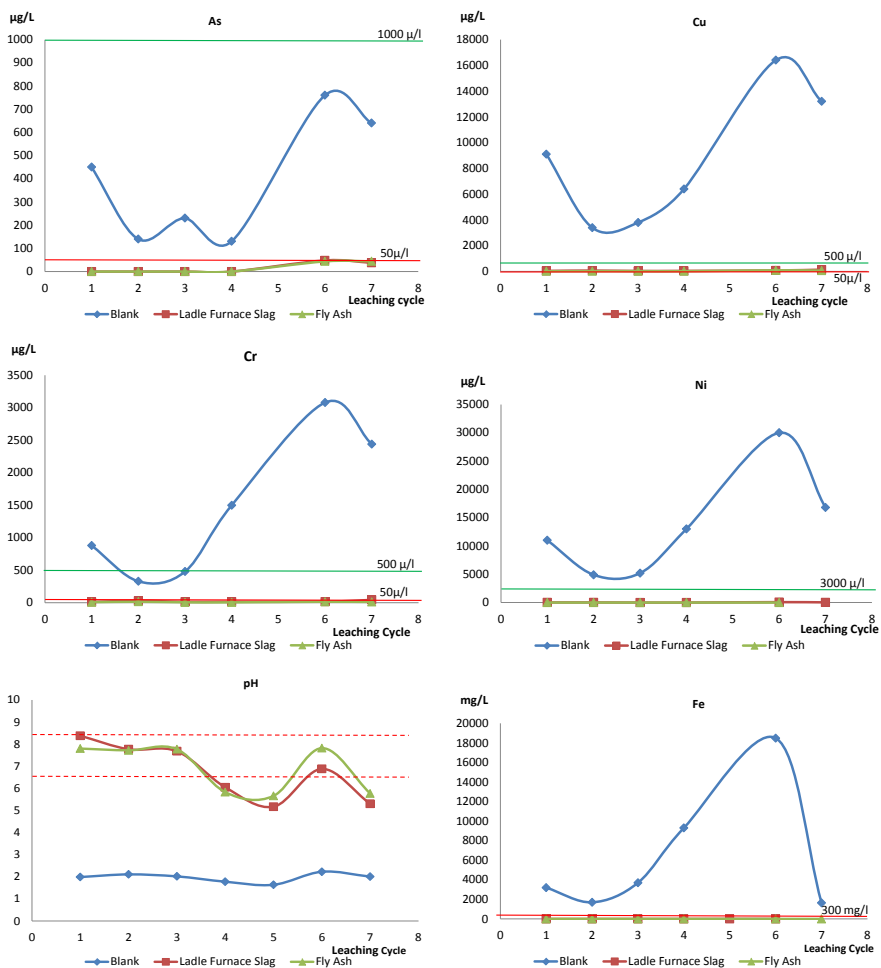 As
µg/L
1000
900
800
700
600
500
400
300
200
100
0
1000 µ/l
50µ/l
0 1 2 3 4 5 6 7 8
Leaching cycle
Blank Ladle Furnace Slag Fly Ash
Cu
µg/L
18000
16000
14000
12000
10000
8000
6000
4000
2000
0
500 µ/l
50µ/l
0 1 2 3 4 5 6 7 8
Leaching cycle
Blank Ladle Furnace Slag Fly Ash
Cr
µg/L
3500
3000
2500
2000
1500
1000
500
0
500 µ/l
50µ/l
0 1 2 3 4 5 6 7 8
Leaching Cycle
Blank Ladle Furnace Slag Fly Ash
Ni
µg/L
35000
30000
25000
20000
15000
10000
5000
0
3000 µ/l
0 1 2 3 4 5 6 7 8
Leaching Cycle
Blank Ladle Furnace Slag Fly Ash
pH
10
9
8
7
6
5
4
3
2
1
0
0 1 2 3 4 5 6 7 8
Leaching Cycle
Blank Ladle Furnace Slag Fly Ash
Fe
mg/L
20000
18000
16000
14000
12000
10000
8000
6000
4000
2000
0
300 mg/l
0 1 2 3 4 5 6 7 8
Leaching Cycle
Blank Ladle Furnace Slag Fly Ash